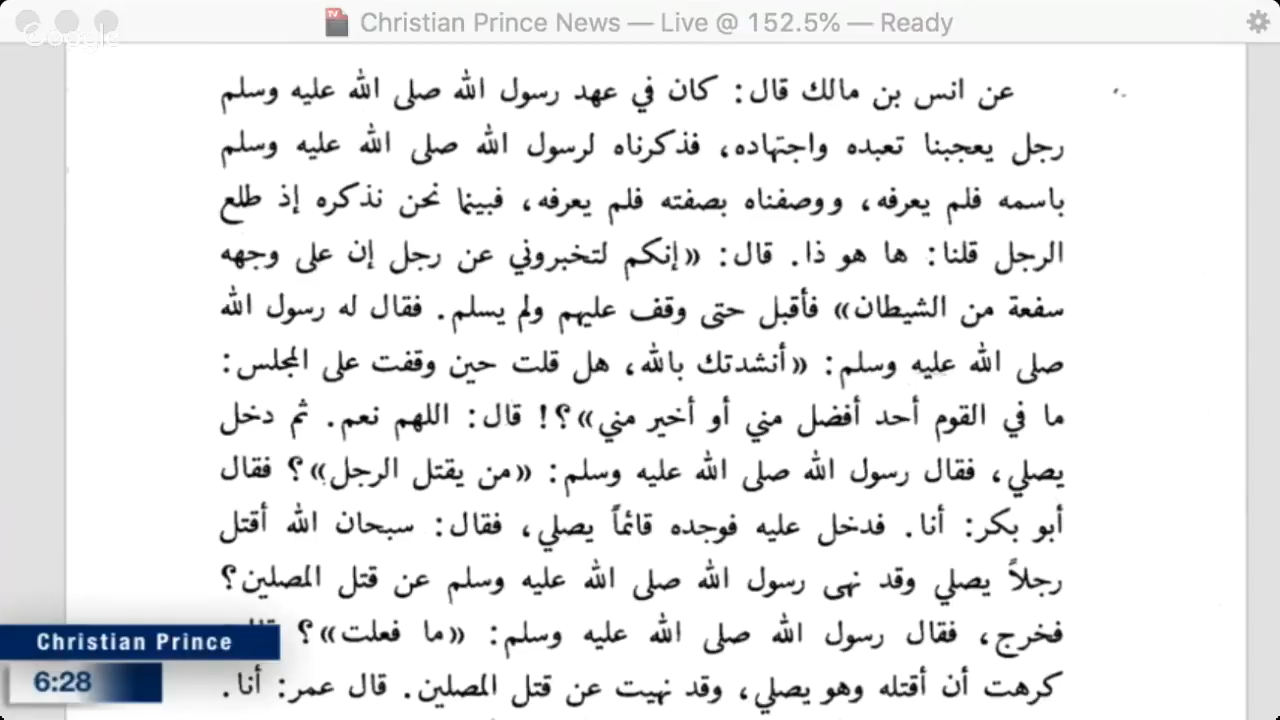 Christian Prince News — Live @ 152.5% — Ready
Google
عن انس بن مالك قال: كان في عهد رسول الله صلى الله عليه وسلم
رجل يعجبنا تعبده واجتهاده، فذكرناه لرسول الله صلى الله عليه وسلم
باسمه فلم يعرفه، ووصفناه بصفته فلم يعرفه، فبينما نحن نذكره إذ طلع
الرجل قلنا: ها هو ذا. قال: «إنكم لتخبروني عن رجل إن على وجهه
سفعة من الشيطان» فأقبل حتى وقف عليهم ولم يسلم. فقال له رسول الله
صلى الله عليه وسلم: «أنشدتك بالله، هل قلت حين وقفت على المجلس:
ما في القوم أحد أفضل مني أو أخير مني»؟! قال: اللهم نعم. ثم دخل
يصلي، فقال رسول الله صلى الله عليه وسلم: «من يقتل الرجل»؟ فقال
أبو بكر: أنا. فدخل عليه فوجده قائماً يصلي، فقال: سبحان الله أقتل
رجلاً يصلي وقد نهى رسول الله صلى الله عليه وسلم عن قتل المصلين؟
فخرج، فقال رسول الله صلى الله عليه وسلم: «ما فعلت»؟
كرهت أن أقتله وهو يصلي، وقد نهيت عن قتل المصلين. قال عمر: أنا.
Christian Prince
6:28